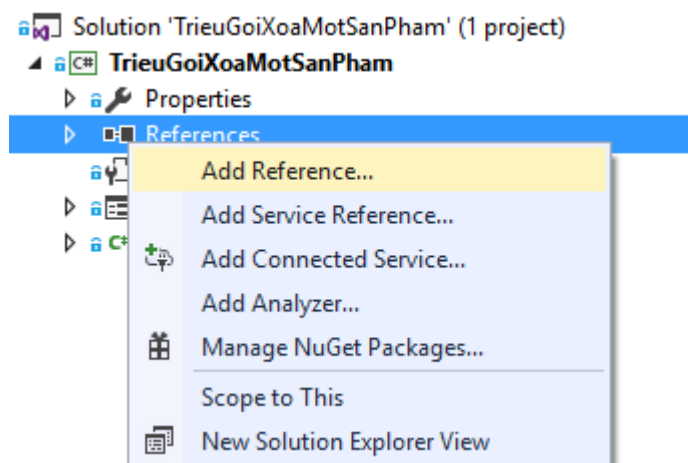 Solution 'TrieuGoiXoaMotSanPham' (1 project)
C# TrieuGoiXoaMotSanPham
Properties
References
Add Reference...
Add Service Reference...
C#
Add Connected Service...
Add Analyzer...
Manage NuGet Packages...
Scope to This
New Solution Explorer View